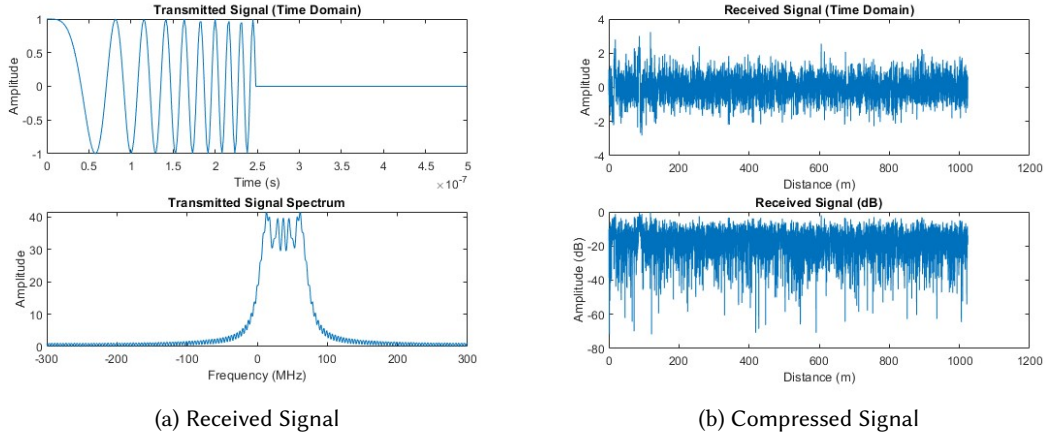 Transmitted Signal (Time Domain)
1
0.5
0
-0.5
-1
Amplitude
0 0.5 1 1.5 2 2.5 3 3.5 4 4.5 5
Time (s)
×10⁻⁷
Transmitted Signal Spectrum
40
30
20
10
0
Amplitude
-300 -200 -100 0 100 200 300
Frequency (MHz)
(a) Received Signal
Received Signal (Time Domain)
4
2
0
-2
-4
Amplitude
0 200 400 600 800 1000 1200
Distance (m)
Received Signal (dB)
0
-20
-40
-60
-80
Amplitude (dB)
0 200 400 600 800 1000 1200
Distance (m)
(b) Compressed Signal